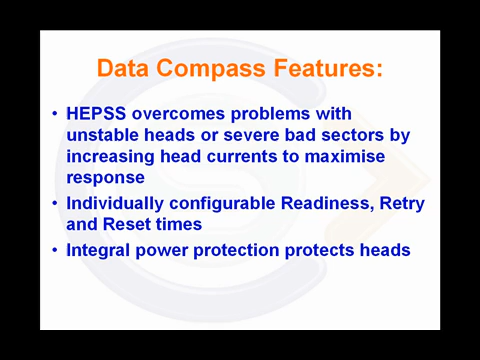 Data Compass Features:
• HEPSS overcomes problems with
unstable heads or severe bad sectors by
increasing head currents to maximise
response
• Individually configurable Readiness, Retry
and Reset times
• Integral power protection protects heads